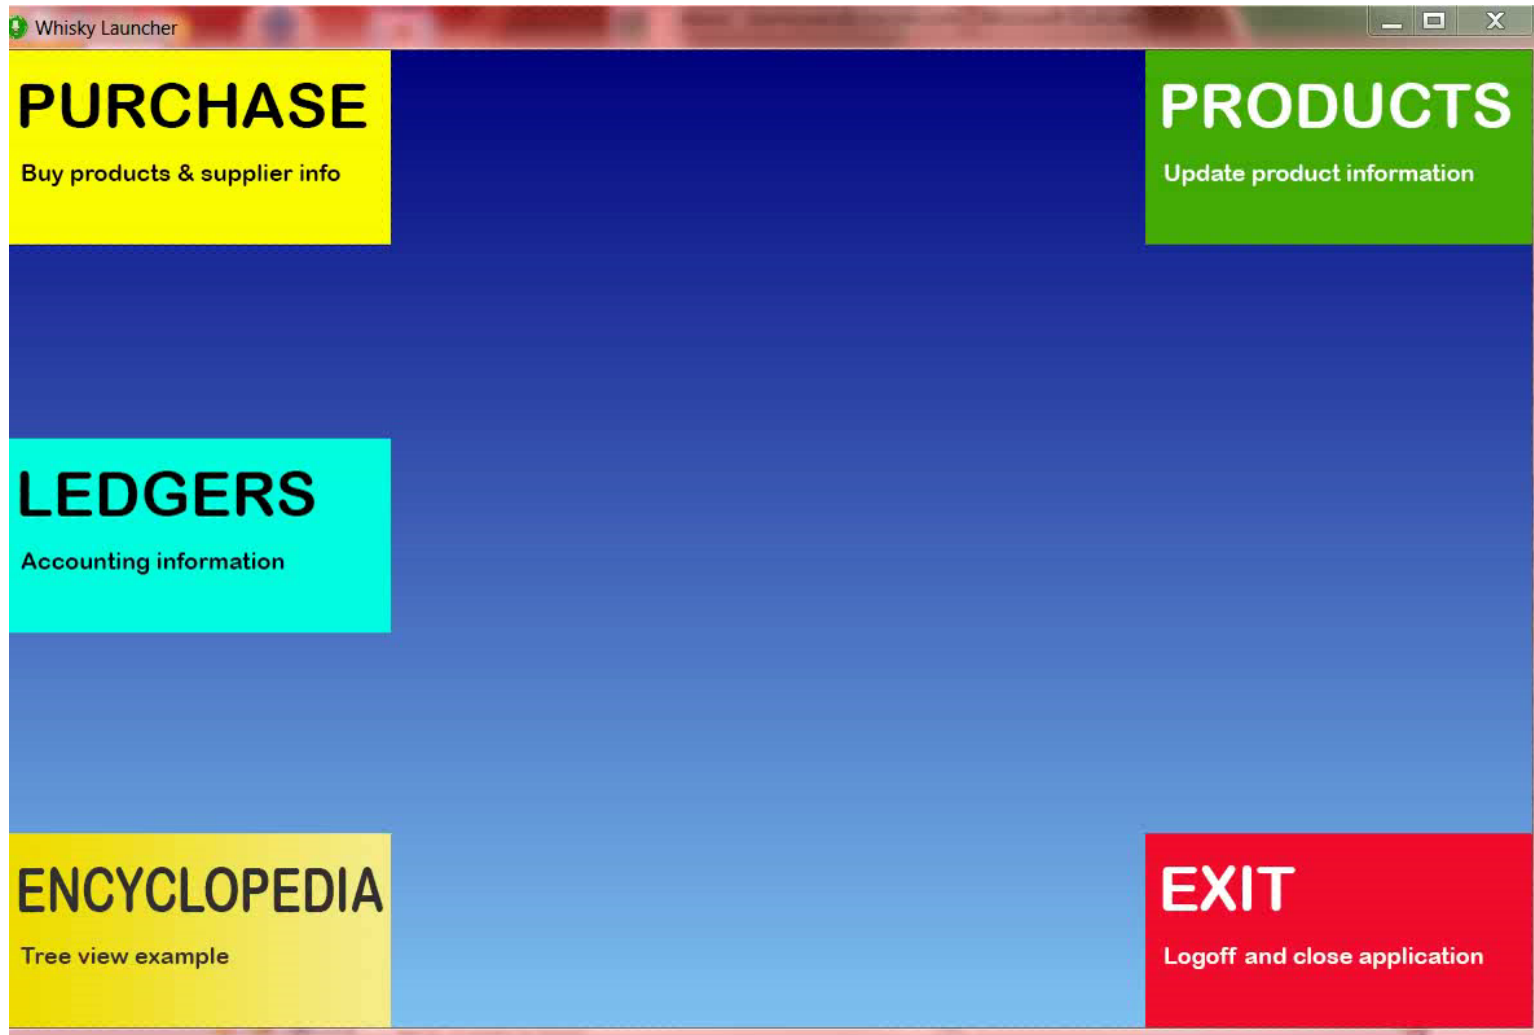 Whisky Launcher
PURCHASE
Buy products & supplier info
PRODUCTS
Update product information
LEDGERS
Accounting information
ENCYCLOPEDIA
Tree view example
EXIT
Logoff and close application